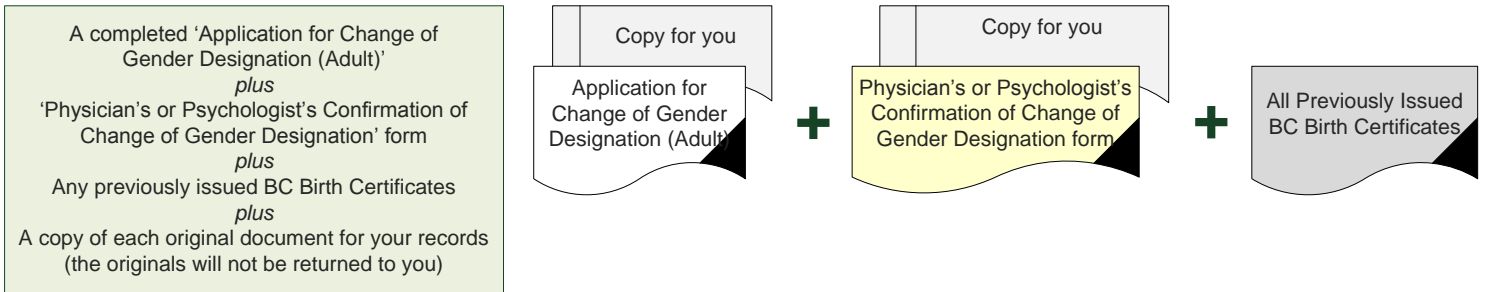 A completed ‘Application for Change of
Gender Designation (Adult)’
plus
‘Physician’s or Psychologist’s Confirmation of
Change of Gender Designation’ form
plus
Any previously issued BC Birth Certificates
plus
A copy of each original document for your records
(the originals will not be returned to you)
Copy for you
Application for
Change of Gender
Designation (Adult)
+
Copy for you
Physician’s or Psychologist’s
Confirmation of Change of
Gender Designation form
+
All Previously Issued
BC Birth Certificates